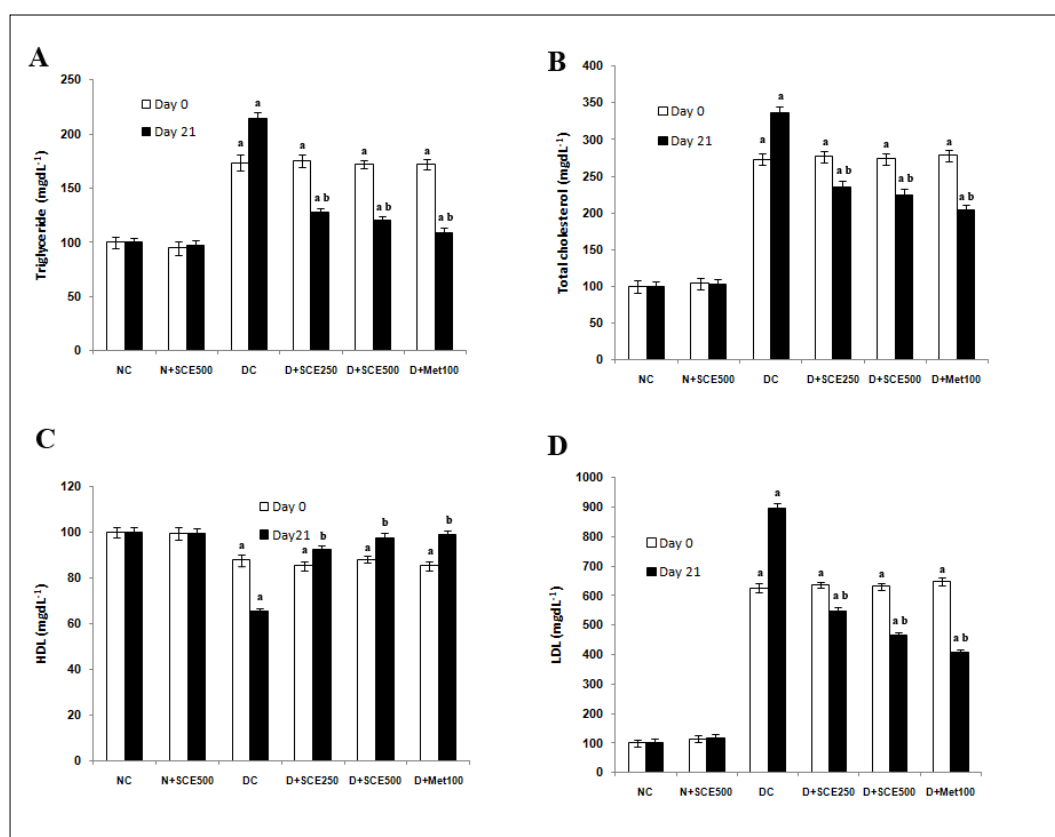 A
Triglyceride (mgdL-1)
250
200
150
100
50
0
Day 0
Day 21
a
a
a
a
a
a b
a b
a b
NC N+SCE500 DC D+SCE250 D+SCE500 D+Met100
B
Total cholesterol (mgdL-1)
400
350
300
250
200
150
100
50
0
Day 0
Day 21
a
a
a
a
a
a b
a b
a b
NC N+SCE500 DC D+SCE250 D+SCE500 D+Met100
C
HDL (mgdL-1)
120
100
80
60
40
20
0
Day 0
Day21
a
a
a
b
a
b
a
b
NC N+SCE500 DC D+SCE250 D+SCE500 D+Met100
D
LDL (mgdL-1)
1000
900
800
700
600
500
400
300
200
100
0
Day 0
Day 21
a
a
a
a b
a
a b
a
a b
NC N+SCE500 DC D+SCE250 D+SCE500 D+Met100